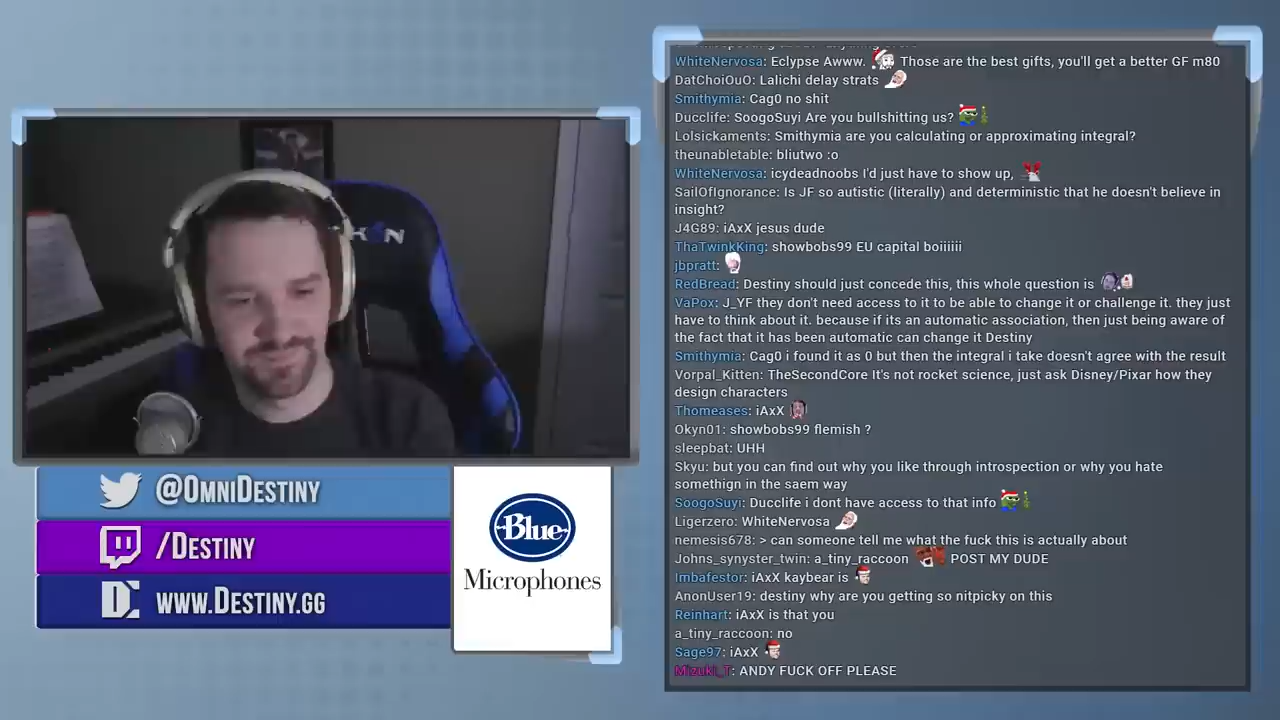 WhiteNervosa: Eclypse Awww. Those are the best gifts, you'll get a better GF m80
DatChoiOuO: Lalichi delay strats
Smithymia: Cag0 no shit
Ducclife: SoogoSuyi Are you bullshitting us?
Lolsickaments: Smithymia are you calculating or approximating integral?
theunabletable: bliutwo :o
WhiteNervosa: icydeadnoobs I'd just have to show up,
SailOfIgnorance: Is JF so autistic (literally) and deterministic that he doesn't believe in
insight?
J4G89: iAxX jesus dude
ThaTwinkKing: showbobs99 EU capital boiiiiii
jbpratt:
RedBread: Destiny should just concede this, this whole question is
VaPox: J_YF they don't need access to it to be able to change it or challenge it. they just
have to think about it. because if its an automatic association, then just being aware of
the fact that it has been automatic can change it Destiny
Smithymia: Cag0 i found it as 0 but then the integral i take doesn't agree with the result
Vorpal_Kitten: TheSecondCore It's not rocket science, just ask Disney/Pixar how they
design characters
Thomeases: iAxX
Okyn01: showbobs99 flemish ?
sleepbat: UHH
Skyu: but you can find out why you like through introspection or why you hate
somethign in the saem way
SoogoSuyi: Ducclife i dont have access to that info
Ligerzero: WhiteNervosa
nemesis678: > can someone tell me what the fuck this is actually about
Johns_synyster_twin: a_tiny_raccoon POST MY DUDE
Imbafestor: iAxX kaybear is
AnonUser19: destiny why are you getting so nitpicky on this
Reinhart: iAxX is that you
a_tiny_raccoon: no
Sage97: iAxX
Mizuki_T: ANDY FUCK OFF PLEASE
@OmniDestiny
/Destiny
www.Destiny.gg
Blue
Microphones